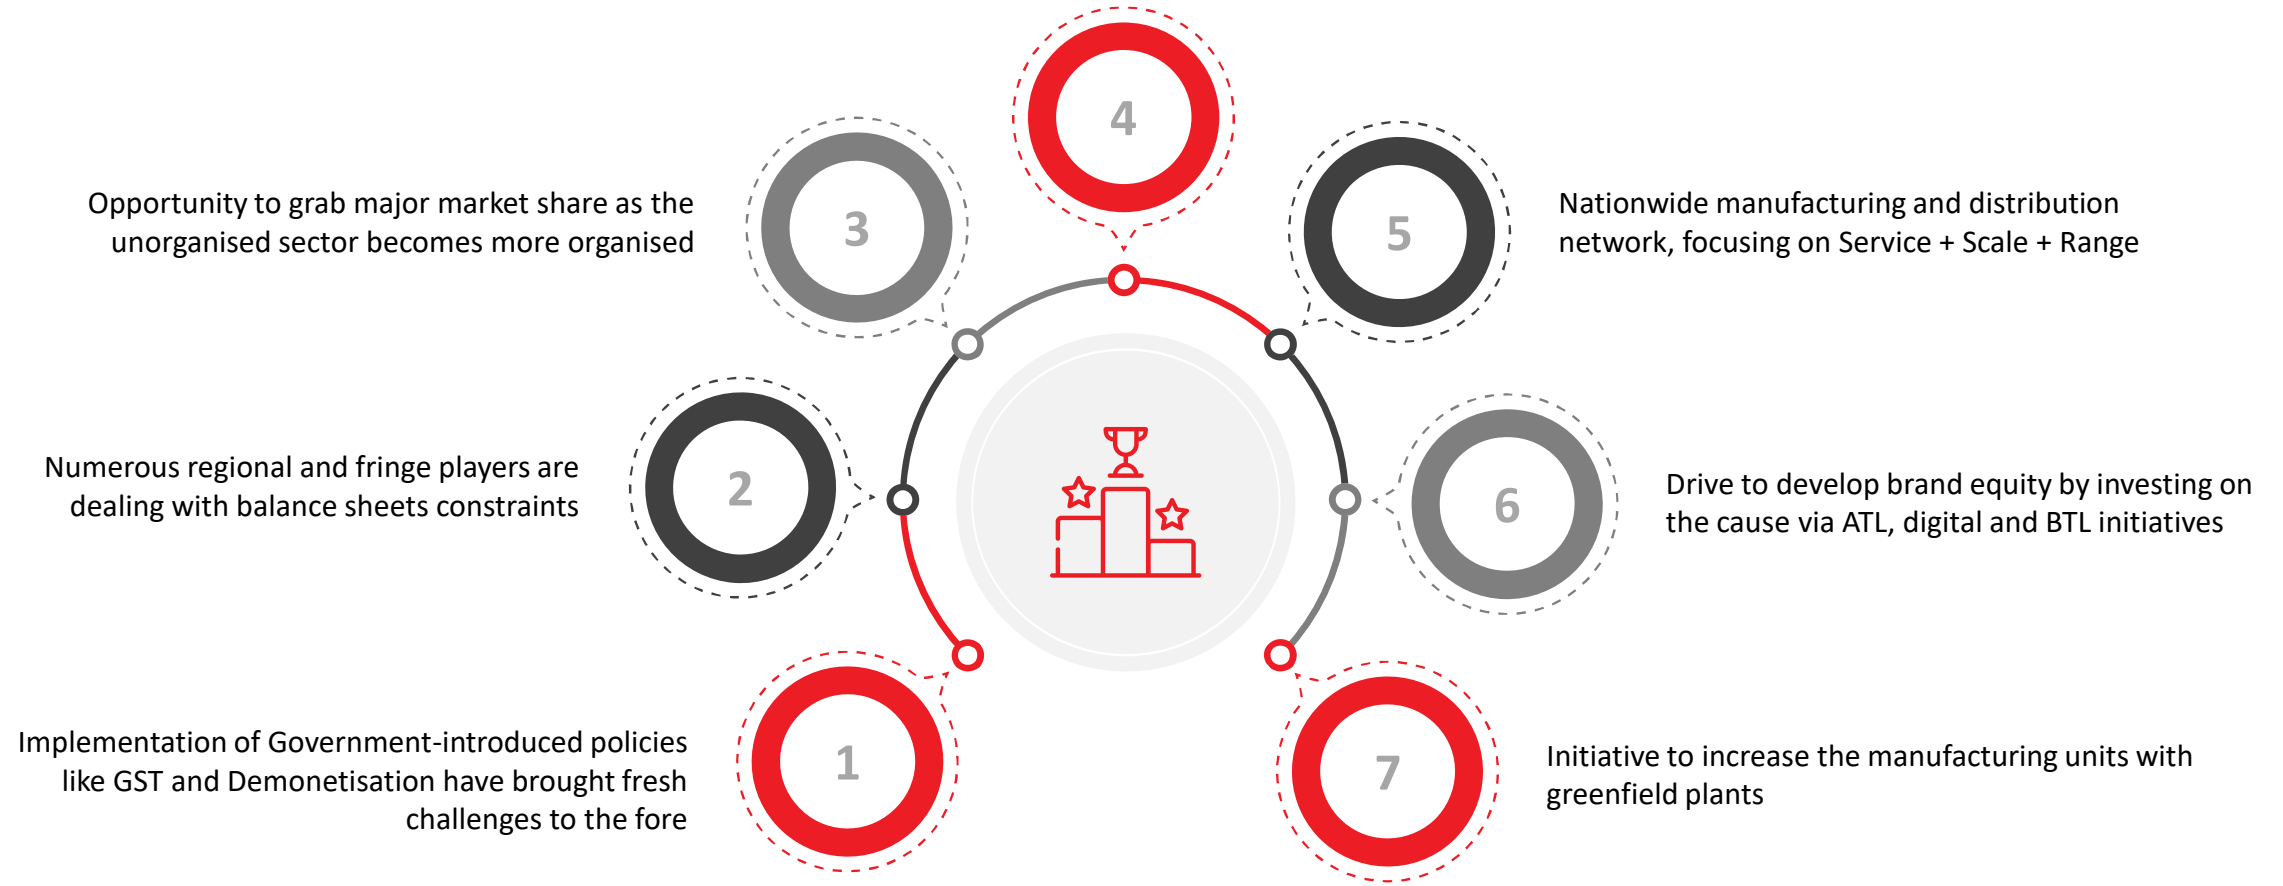 4
Opportunity to grab major market share as the
unorganised sector becomes more organised
3
5
Nationwide manufacturing and distribution
network, focusing on Service + Scale + Range
Numerous regional and fringe players are
dealing with balance sheets constraints
2
6
Drive to develop brand equity by investing on
the cause via ATL, digital and BTL initiatives
Implementation of Government-introduced policies
like GST and Demonetisation have brought fresh
challenges to the fore
1
7
Initiative to increase the manufacturing units with
greenfield plants